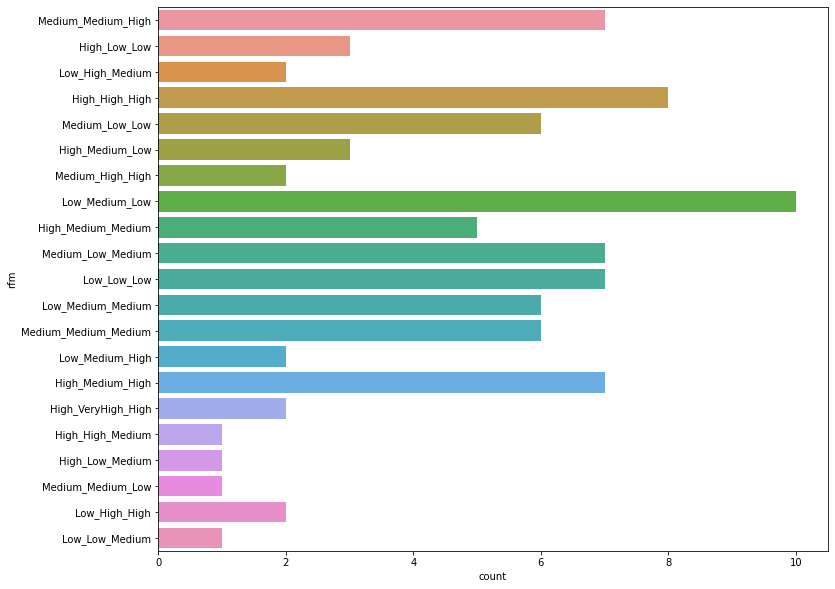 Medium_Medium_High
High_Low_Low
Low_High_Medium
High_High_High
Medium_Low_Low
High_Medium_Low
Medium_High_High
Low_Medium_Low
High_Medium_Medium
Medium_Low_Medium
Low_Low_Low
Low_Medium_Medium
Medium_Medium_Medium
Low_Medium_High
High_Medium_High
High_VeryHigh_High
High_High_Medium
High_Low_Medium
Medium_Medium_Low
Low_High_High
Low_Low_Medium
rfm
0 2 4 6 8 10
count